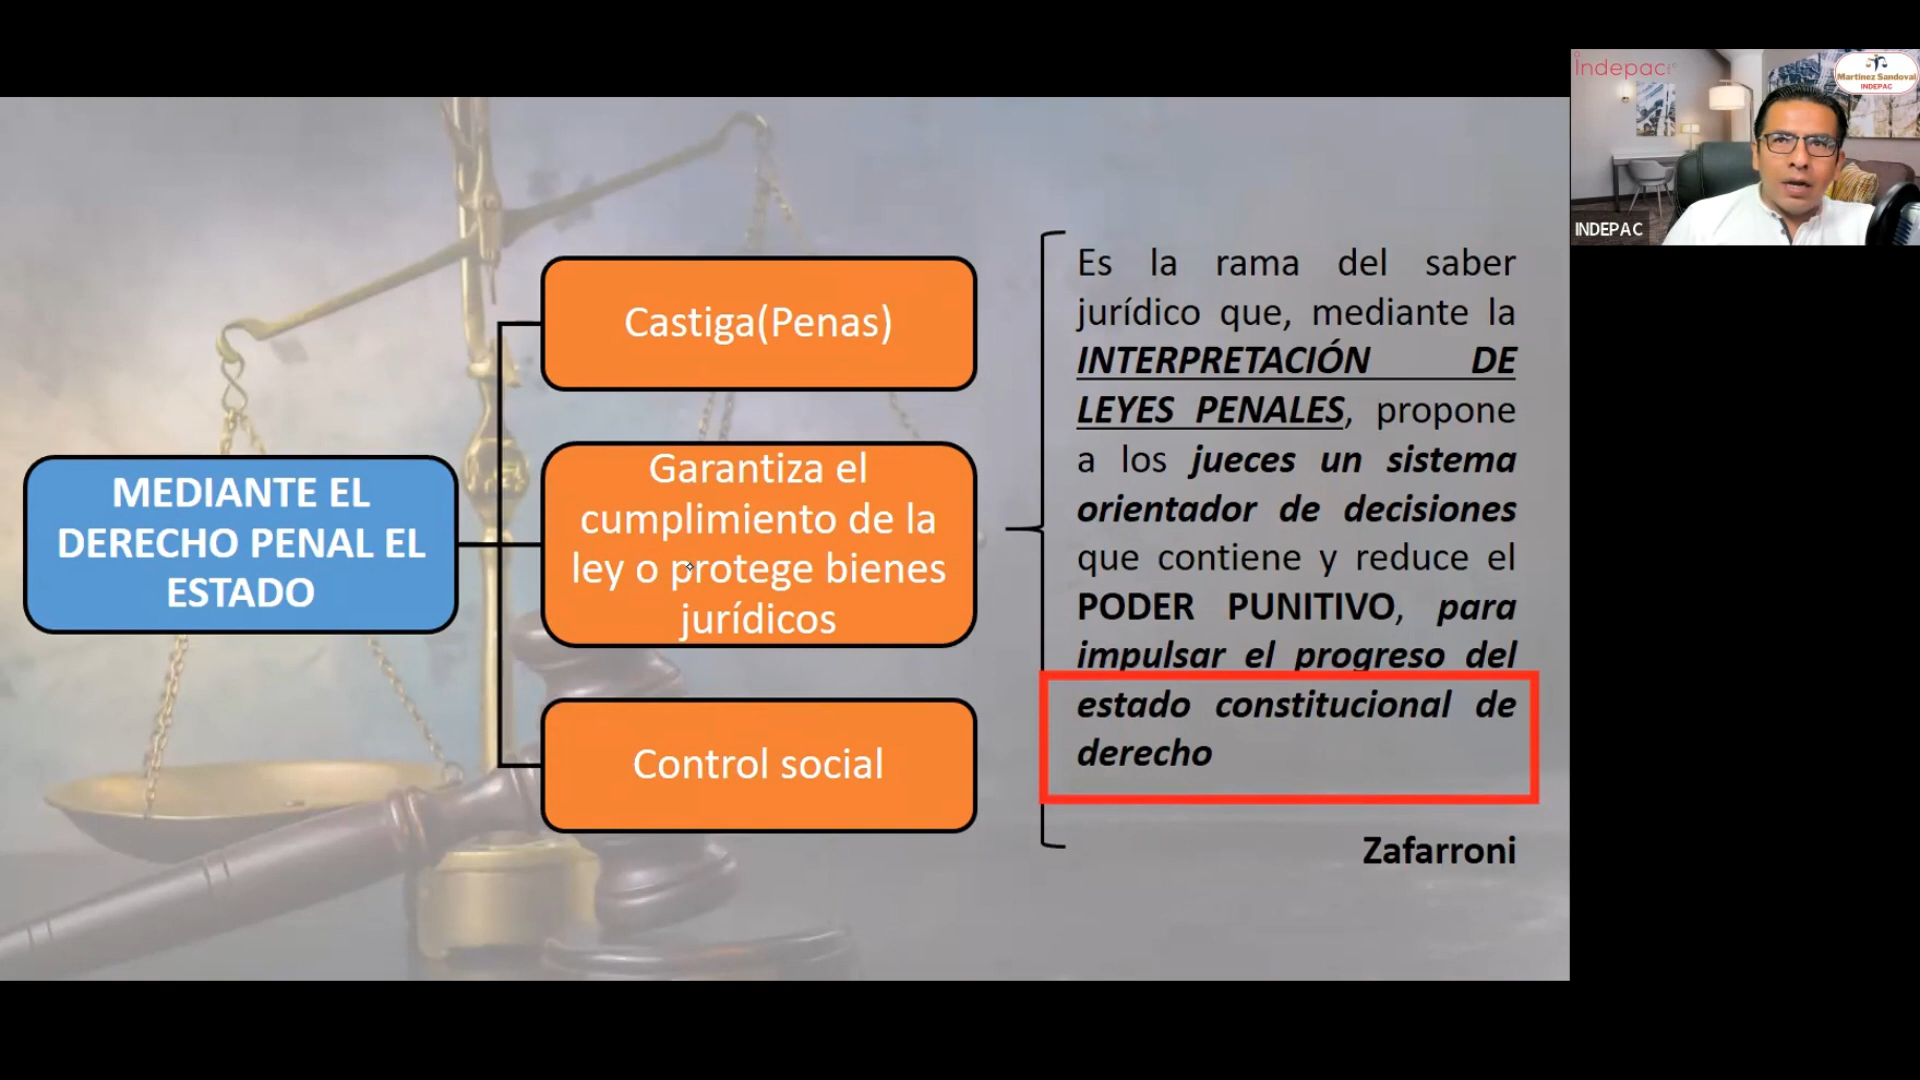 MEDIANTE EL
DERECHO PENAL EL
ESTADO
Castiga(Penas)
Garantiza el
cumplimiento de la
ley o protege bienes
jurídicos
Control social
Es la rama del saber
jurídico que, mediante la
INTERPRETACIÓN DE
LEYES PENALES, propone
a los jueces un sistema
orientador de decisiones
que contiene y reduce el
PODER PUNITIVO, para
impulsar el progreso del
estado constitucional de
derecho
Zafarroni
Indepac
Martínez Sandoval
INDEPAC
INDEPAC